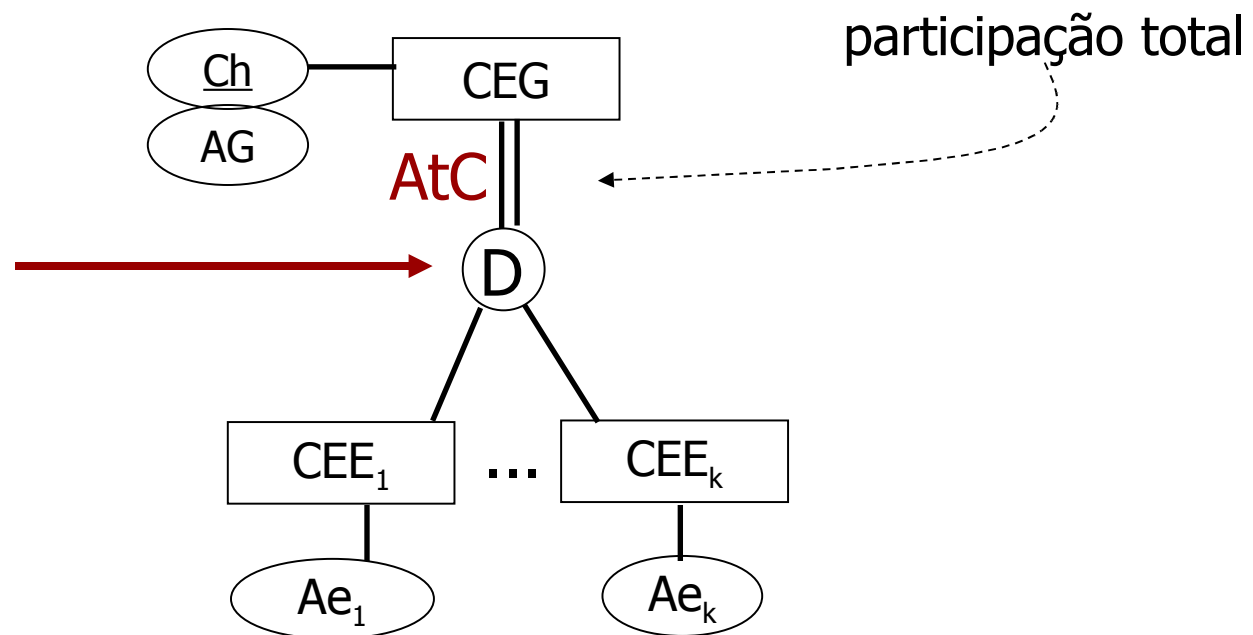 participação total
Ch
CEG
AG
AtC
D
CEE₁
...
CEEₖ
Ae₁
Aeₖ